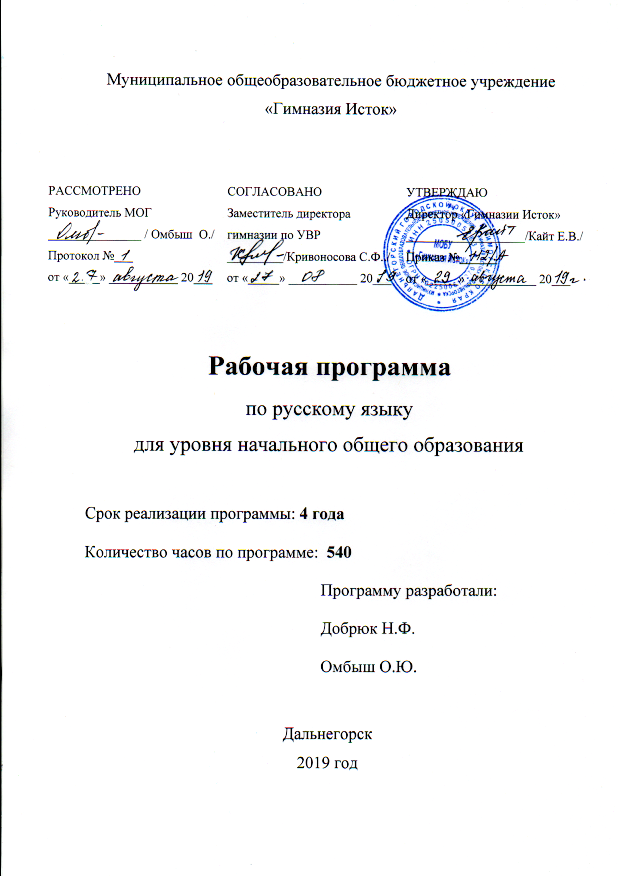 Муниципальное общеобразовательное бюджетное учреждение
«Гимназия Исток»
РАССМОТРЕНО
Руководитель МОГ
/ Омбыш О./
Протокол № 1
от «27» августа 2019
СОГЛАСОВАНО
Заместитель директора
гимназии по УВР
/Кривоносова С.Ф./
от «27» 08 2019
УТВЕРЖДАЮ
Директор «Гимназии Исток»
/Кайт Е.В./
Приказ №
от «29» августа 2019 г.
МОБУ
Рабочая программа
по русскому языку
для уровня начального общего образования
Срок реализации программы: 4 года
Количество часов по программе: 540
Программу разработали:
Добрюк Н.Ф.
Омбыш О.Ю.
Дальнегорск
2019 год